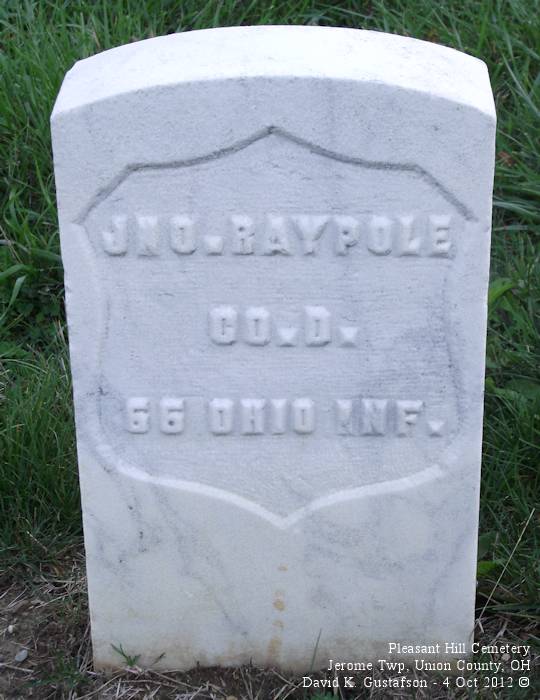 JNO. RAYPOLE
CO. D.
66 OHIO INF.
Pleasant Hill Cemetery
Jerome Twp, Union County, OH
David K. Gustafson - 4 Oct 2012 ©